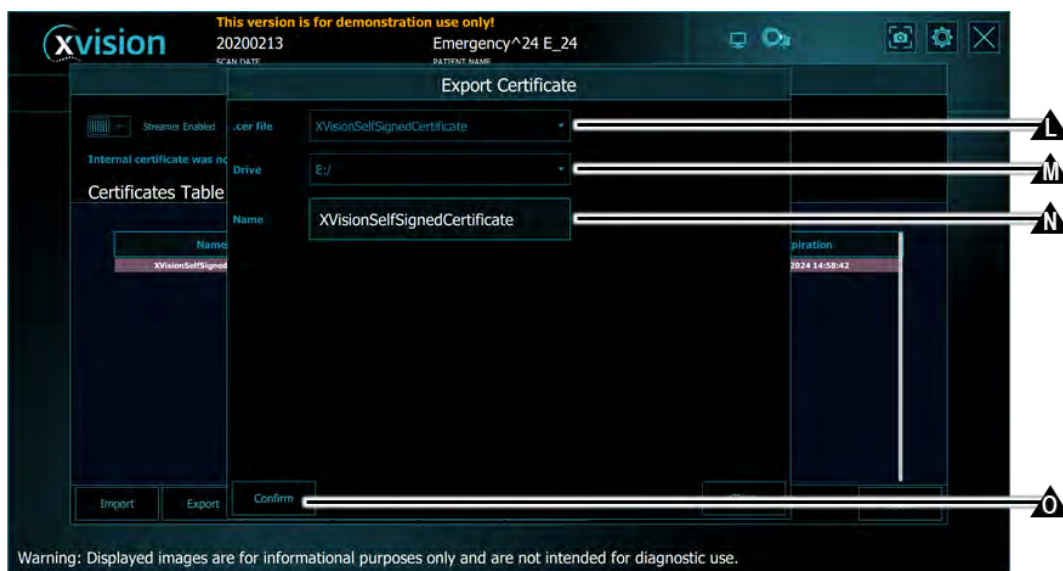 This version is for demonstration use only!
xvision
20200213
Emergency^24 E_24
SCAN DATE
PATIENT NAME
Export Certificate
Streamer Enabled
.cer file
XVisionSelfSignedCertificate
L
Internal certificate was no
Drive
E:/
M
Certificates Table
Name
XVisionSelfSignedCertificate
N
Name
piration
XVisionSelfSigned
2024 14:58:42
Import
Export
Confirm
O
Warning: Displayed images are for informational purposes only and are not intended for diagnostic use.